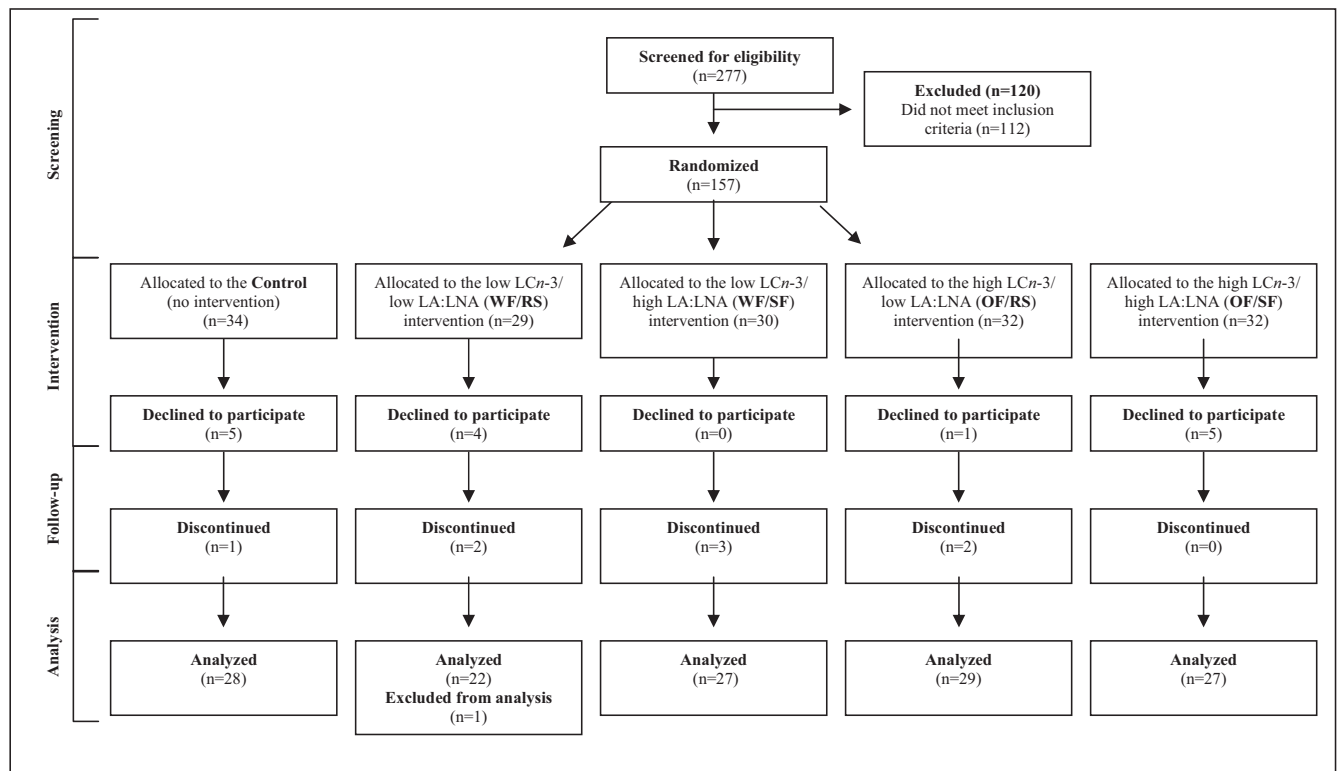 Screening
Screened for eligibility
(n=277)
Excluded (n=120)
Did not meet inclusion
criteria (n=112)
Randomized
(n=157)
Intervention
Allocated to the Control
(no intervention)
(n=34)
Allocated to the low LCn-3/
low LA:LNA (WF/RS)
intervention (n=29)
Allocated to the low LCn-3/
high LA:LNA (WF/SF)
intervention (n=30)
Allocated to the high LCn-3/
low LA:LNA (OF/RS)
intervention (n=32)
Allocated to the high LCn-3/
high LA:LNA (OF/SF)
intervention (n=32)
Declined to participate
(n=5)
Declined to participate
(n=4)
Declined to participate
(n=0)
Declined to participate
(n=1)
Declined to participate
(n=5)
Follow-up
Discontinued
(n=1)
Discontinued
(n=2)
Discontinued
(n=3)
Discontinued
(n=2)
Discontinued
(n=0)
Analysis
Analyzed
(n=28)
Analyzed
(n=22)
Excluded from analysis
(n=1)
Analyzed
(n=27)
Analyzed
(n=29)
Analyzed
(n=27)